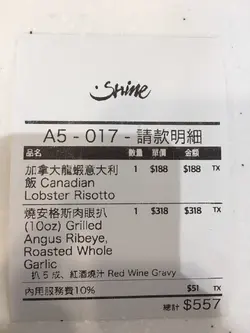 Shine
A5 - 017 - 請款明細
品名 數量 單價 金額
加拿大龍蝦意大利 1 $188 $188 TX
飯 Canadian
Lobster Risotto
燒安格斯肉眼扒 1 $318 $318 TX
(10oz) Grilled
Angus Ribeye,
Roasted Whole
Garlic
扒 5 成、紅酒燒汁 Red Wine Gravy
內用服務費10% $51 TX
總計 $557